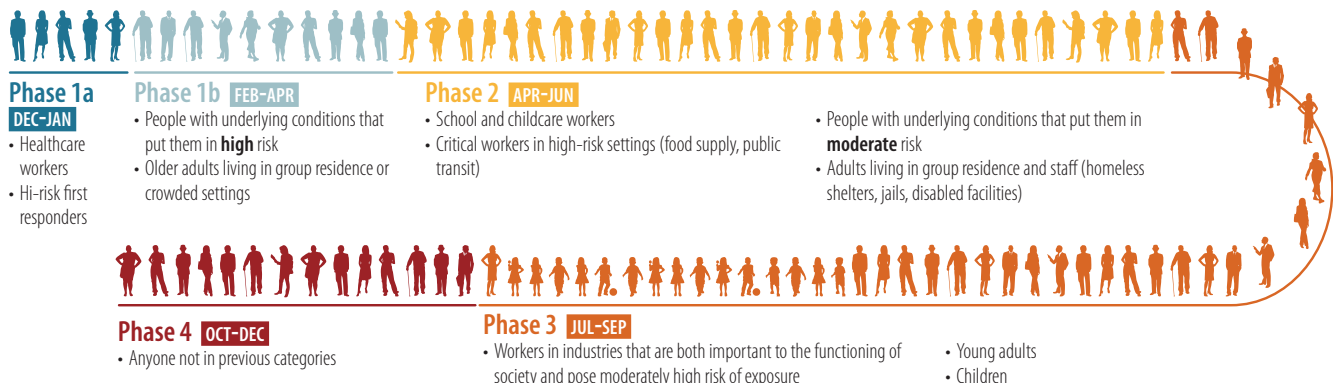 Phase 1a
DEC-JAN
• Healthcare
workers
• Hi-risk first
responders
Phase 1b FEB-APR
• People with underlying conditions that
put them in high risk
• Older adults living in group residence or
crowded settings
Phase 2 APR-JUN
• School and childcare workers
• Critical workers in high-risk settings (food supply, public
transit)
• People with underlying conditions that put them in
moderate risk
• Adults living in group residence and staff (homeless
shelters, jails, disabled facilities)
Phase 4 OCT-DEC
• Anyone not in previous categories
Phase 3 JUL-SEP
• Workers in industries that are both important to the functioning of
society and pose moderately high risk of exposure
• Young adults
• Children